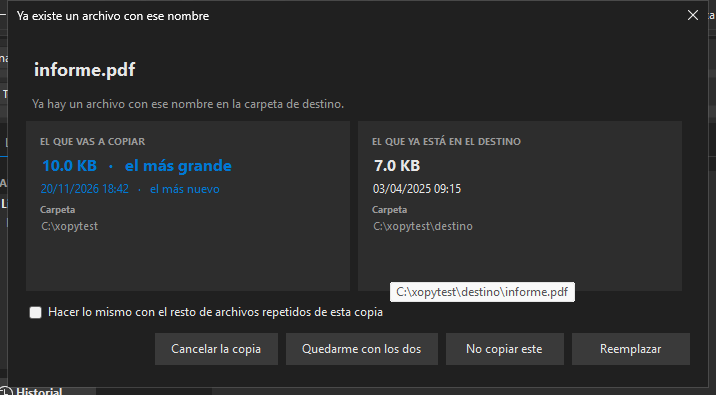 Ya existe un archivo con ese nombre
informe.pdf
Ya hay un archivo con ese nombre en la carpeta de destino.
EL QUE VAS A COPIAR
10.0 KB · el más grande
20/11/2026 18:42 · el más nuevo
Carpeta
C:\xopytest
EL QUE YA ESTÁ EN EL DESTINO
7.0 KB
03/04/2025 09:15
Carpeta
C:\xopytest\destino
C:\xopytest\destino\informe.pdf
Hacer lo mismo con el resto de archivos repetidos de esta copia
Cancelar la copia
Quedarme con los dos
No copiar este
Reemplazar
Historial